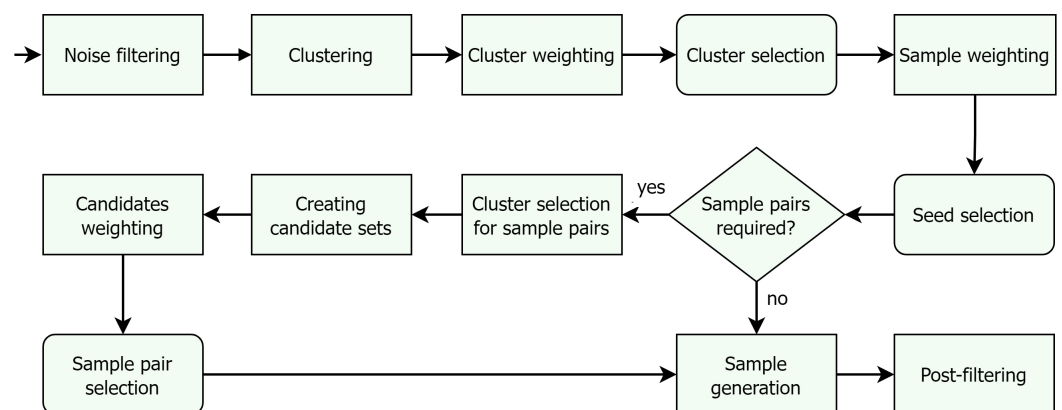 Noise filtering
Clustering
Cluster weighting
Cluster selection
Sample weighting
Candidates
weighting
Creating
candidate sets
Cluster selection
for sample pairs
yes
Sample pairs
required?
Seed selection
no
Sample pair
selection
Sample
generation
Post-filtering